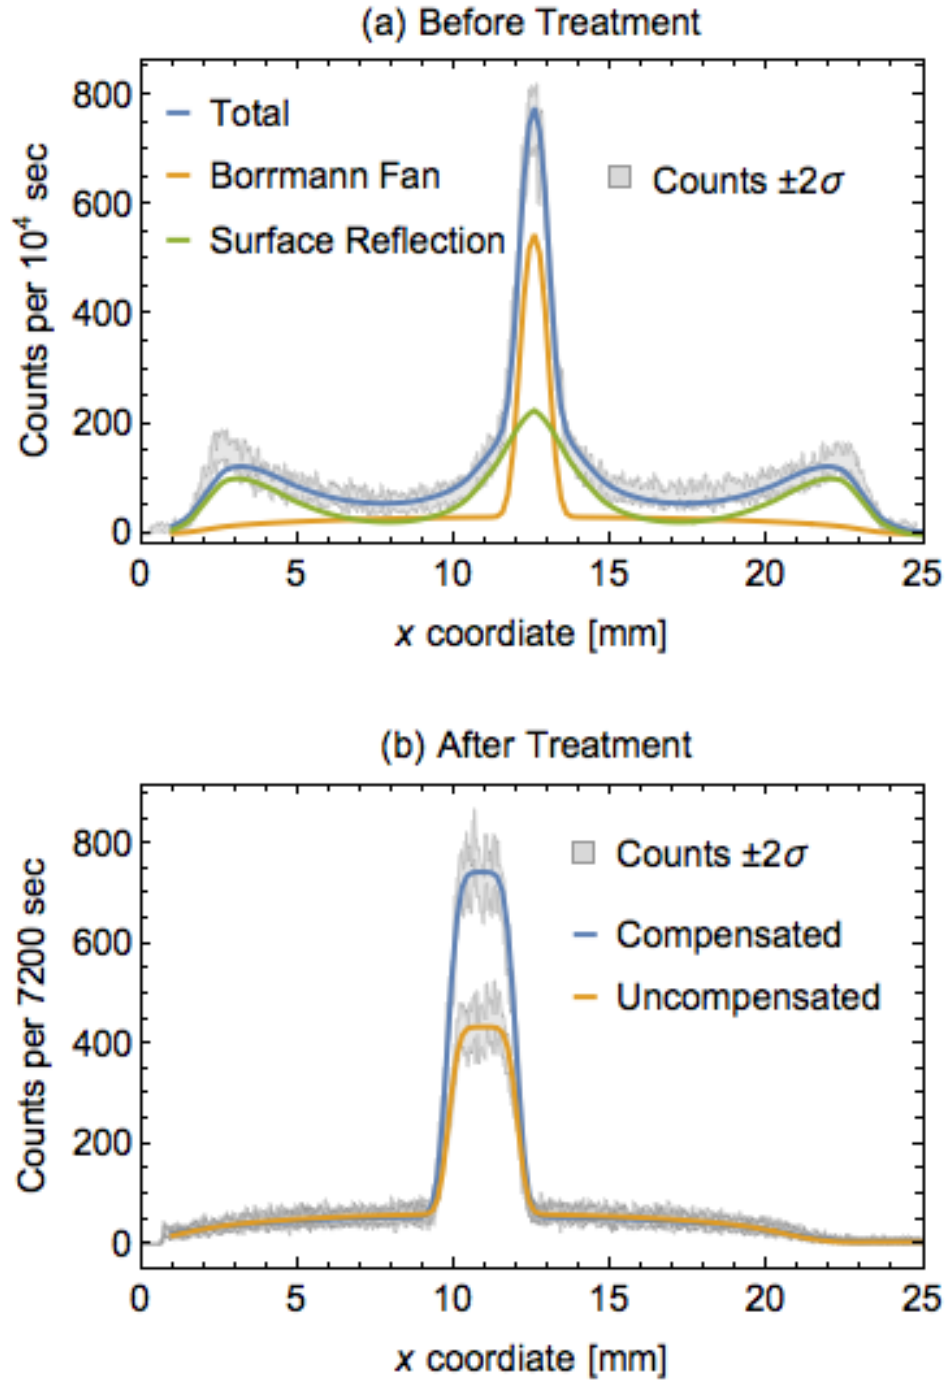 (a) Before Treatment
800
600
400
200
0
Counts per 10⁴ sec
Total
Borrmann Fan
Surface Reflection
Counts ±2σ
0 5 10 15 20 25
x coordiate [mm]
(b) After Treatment
800
600
400
200
0
Counts per 7200 sec
Counts ±2σ
Compensated
Uncompensated
0 5 10 15 20 25
x coordiate [mm]